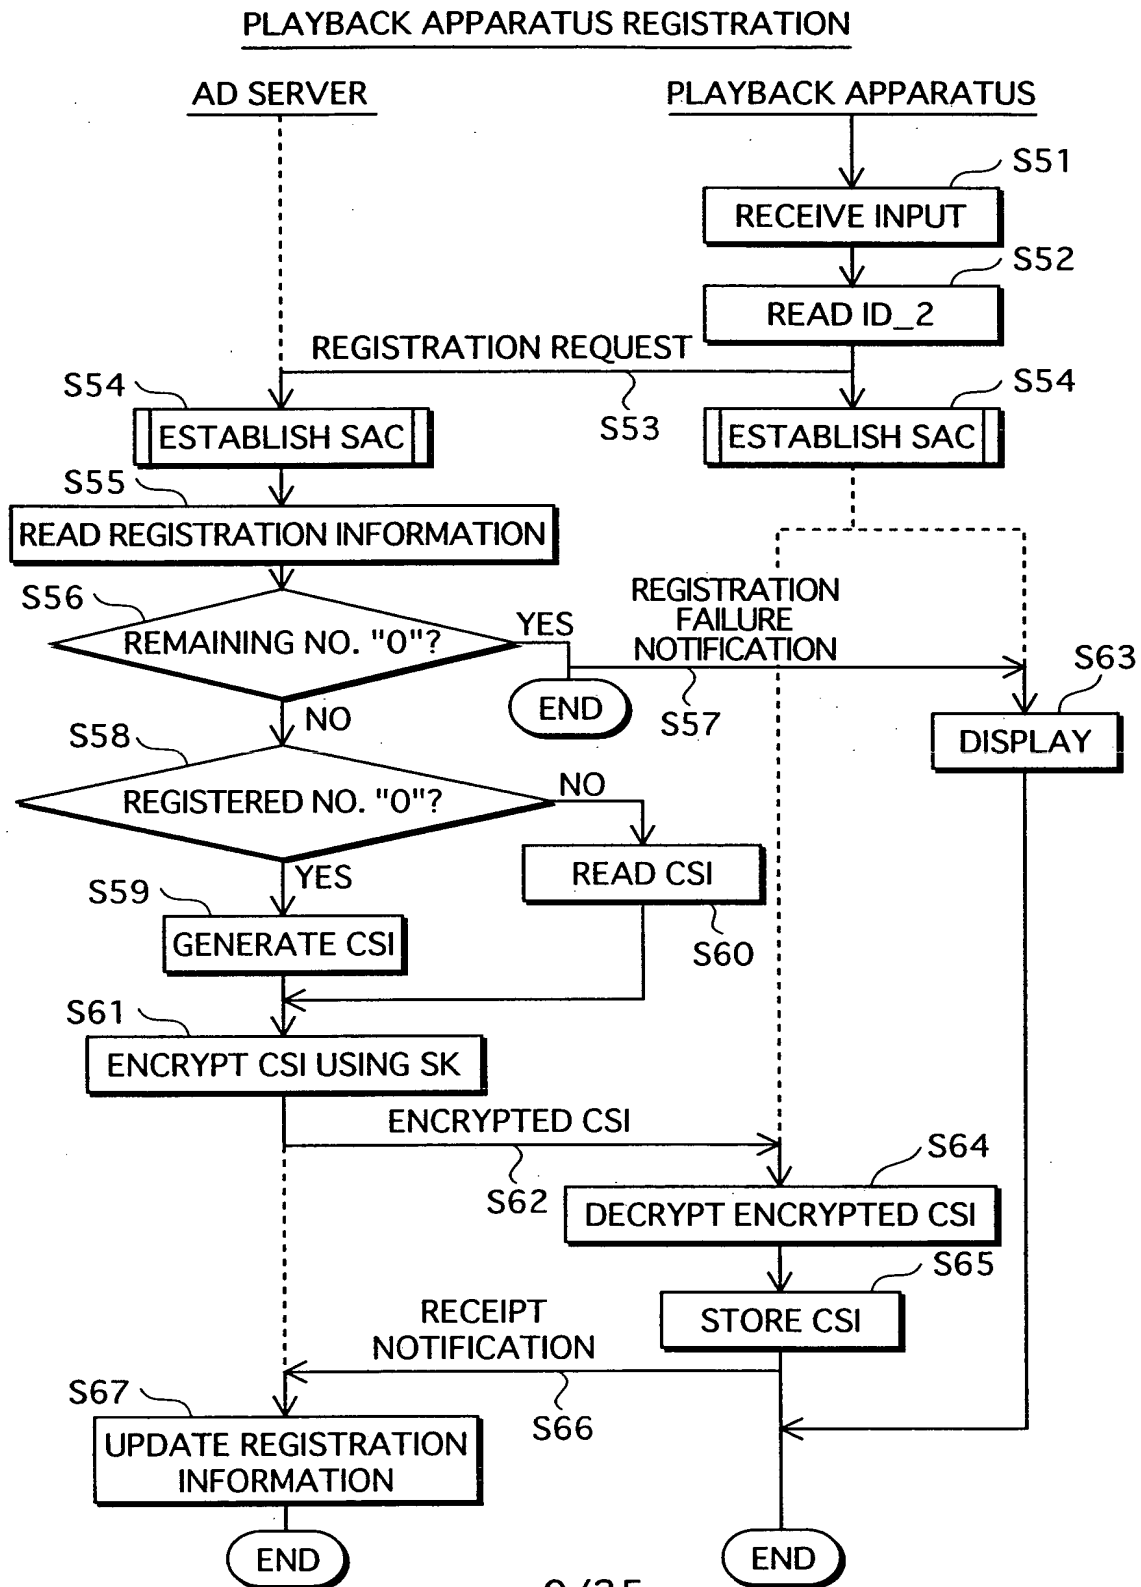 PLAYBACK APPARATUS REGISTRATION
AD SERVER
PLAYBACK APPARATUS
S51
RECEIVE INPUT
S52
READ ID_2
REGISTRATION REQUEST
S53
S54
ESTABLISH SAC
S54
ESTABLISH SAC
S55
READ REGISTRATION INFORMATION
S56
REMAINING NO. "0"?
YES
REGISTRATION
FAILURE
NOTIFICATION
S57
END
S63
DISPLAY
NO
S58
REGISTERED NO. "0"?
NO
READ CSI
S60
YES
S59
GENERATE CSI
S61
ENCRYPT CSI USING SK
ENCRYPTED CSI
S62
S64
DECRYPT ENCRYPTED CSI
S65
STORE CSI
RECEIPT
NOTIFICATION
S66
S67
UPDATE REGISTRATION
INFORMATION
END
END